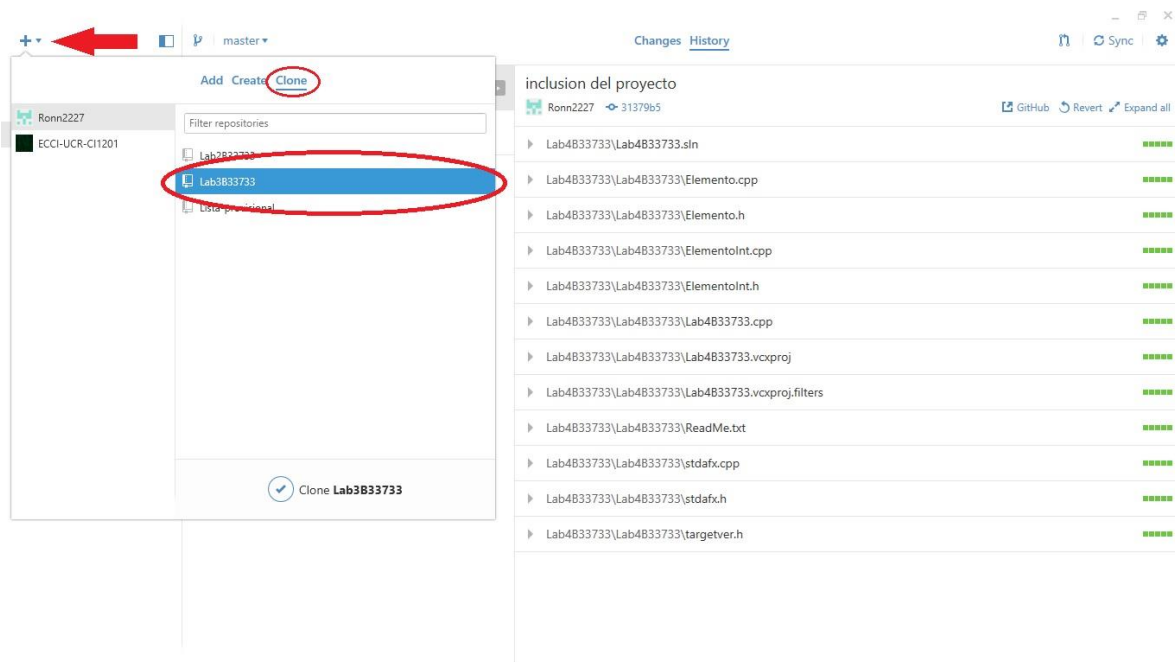 master
Changes History
Sync
Add Create Clone
Ronn2227
ECCI-UCR-CI1201
Filter repositories
Lab2B33733
Lab3B33733
Lista-provisional
Clone Lab3B33733
inclusion del proyecto
Ronn2227 31379b5
GitHub Revert Expand all
Lab4B33733\Lab4B33733.sln
Lab4B33733\Lab4B33733\Elemento.cpp
Lab4B33733\Lab4B33733\Elemento.h
Lab4B33733\Lab4B33733\ElementoInt.cpp
Lab4B33733\Lab4B33733\ElementoInt.h
Lab4B33733\Lab4B33733\Lab4B33733.cpp
Lab4B33733\Lab4B33733\Lab4B33733.vcxproj
Lab4B33733\Lab4B33733\Lab4B33733.vcxproj.filters
Lab4B33733\Lab4B33733\ReadMe.txt
Lab4B33733\Lab4B33733\stdafx.cpp
Lab4B33733\Lab4B33733\stdafx.h
Lab4B33733\Lab4B33733\targetver.h